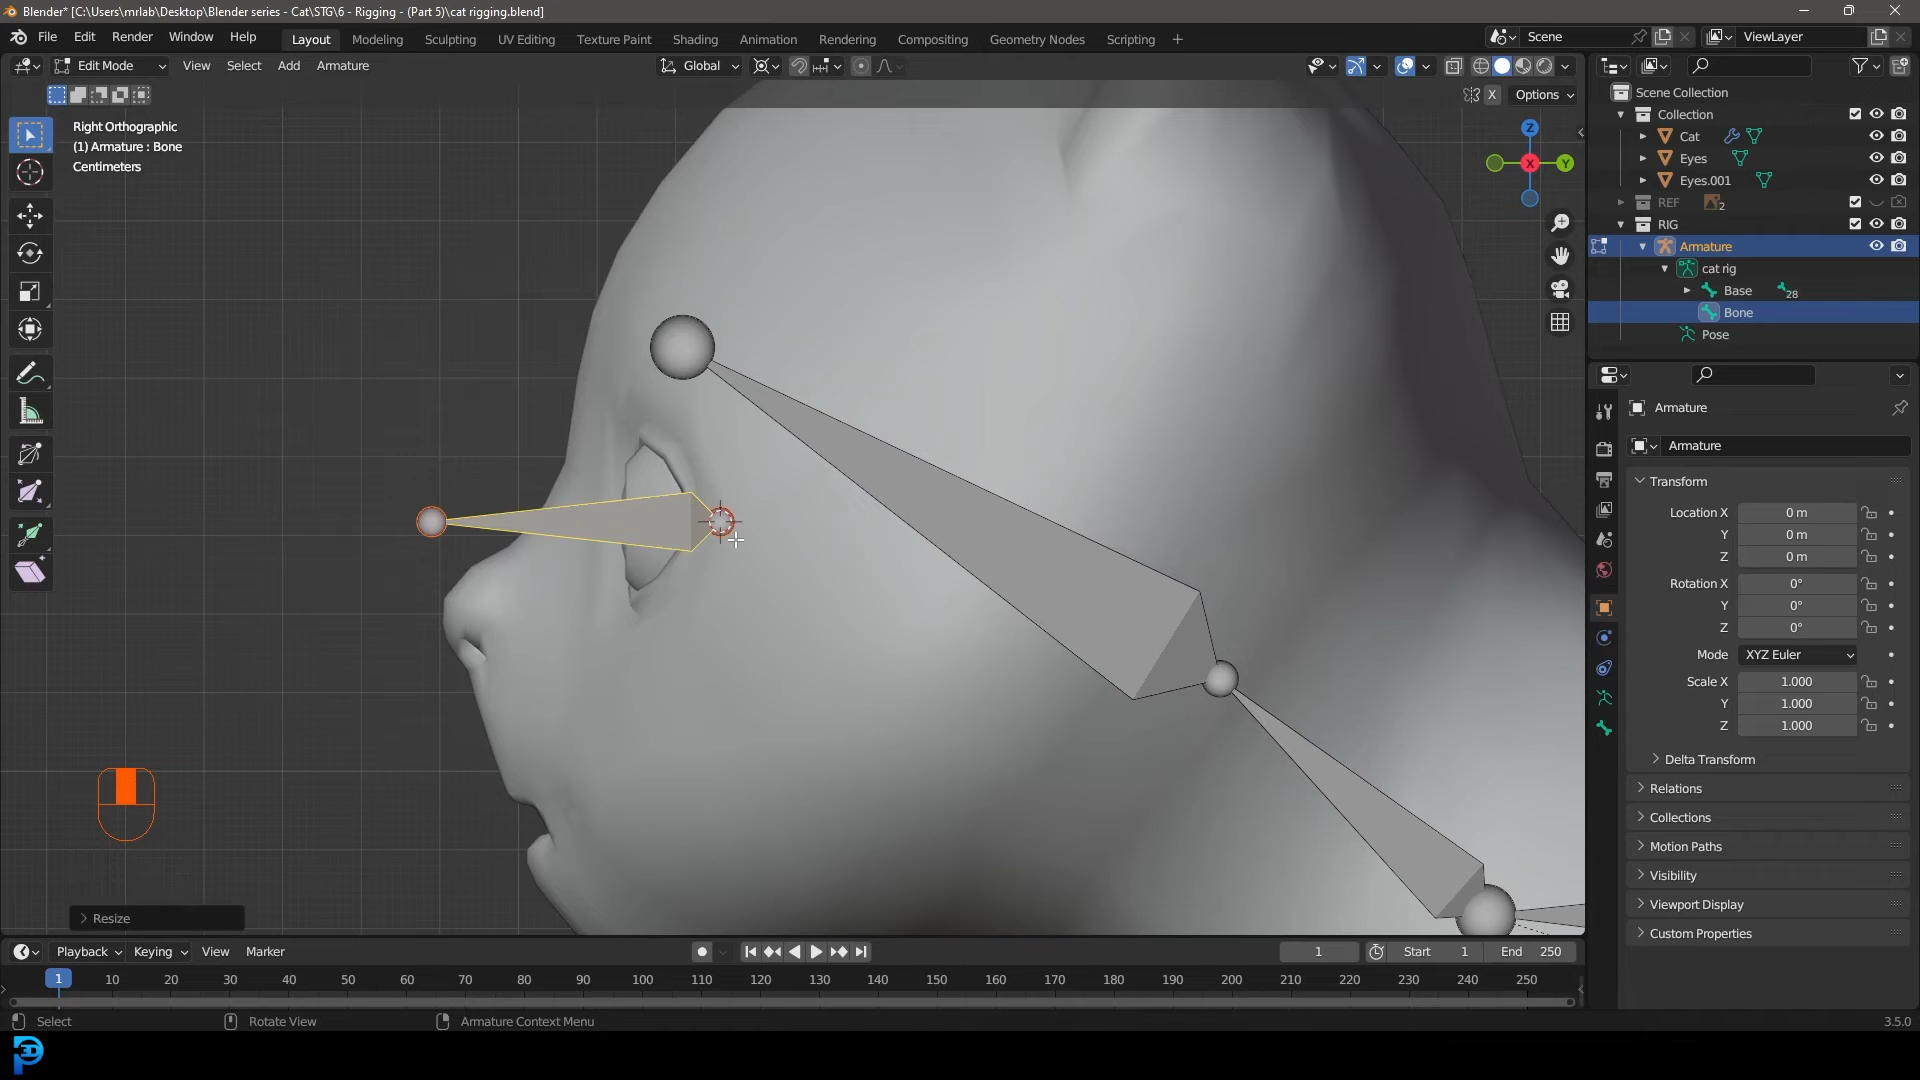 Blender* [C:\Users\mrlab\Desktop\Blender series - Cat\STG\6 - Rigging - (Part 5)\cat rigging.blend]
File Edit Render Window Help Layout Modeling Sculpting UV Editing Texture Paint Shading Animation Rendering Compositing Geometry Nodes Scripting + Scene ViewLayer
Edit Mode View Select Add Armature Global
X Options
Right Orthographic
(1) Armature : Bone
Centimeters
Z
X
Y
Scene Collection
Collection
Cat
Eyes
Eyes.001
REF 2
RIG
Armature
cat rig
Base 28
Bone
Pose
Armature
Armature
Transform
Location X 0 m
Y 0 m
Z 0 m
Rotation X 0°
Y 0°
Z 0°
Mode XYZ Euler
Scale X 1.000
Y 1.000
Z 1.000
Delta Transform
Relations
Collections
Motion Paths
Visibility
Viewport Display
Custom Properties
Resize
Playback Keying View Marker 1 Start 1 End 250
1 10 20 30 40 50 60 70 80 90 100 110 120 130 140 150 160 170 180 190 200 210 220 230 240 250
Select Rotate View Armature Context Menu 3.5.0